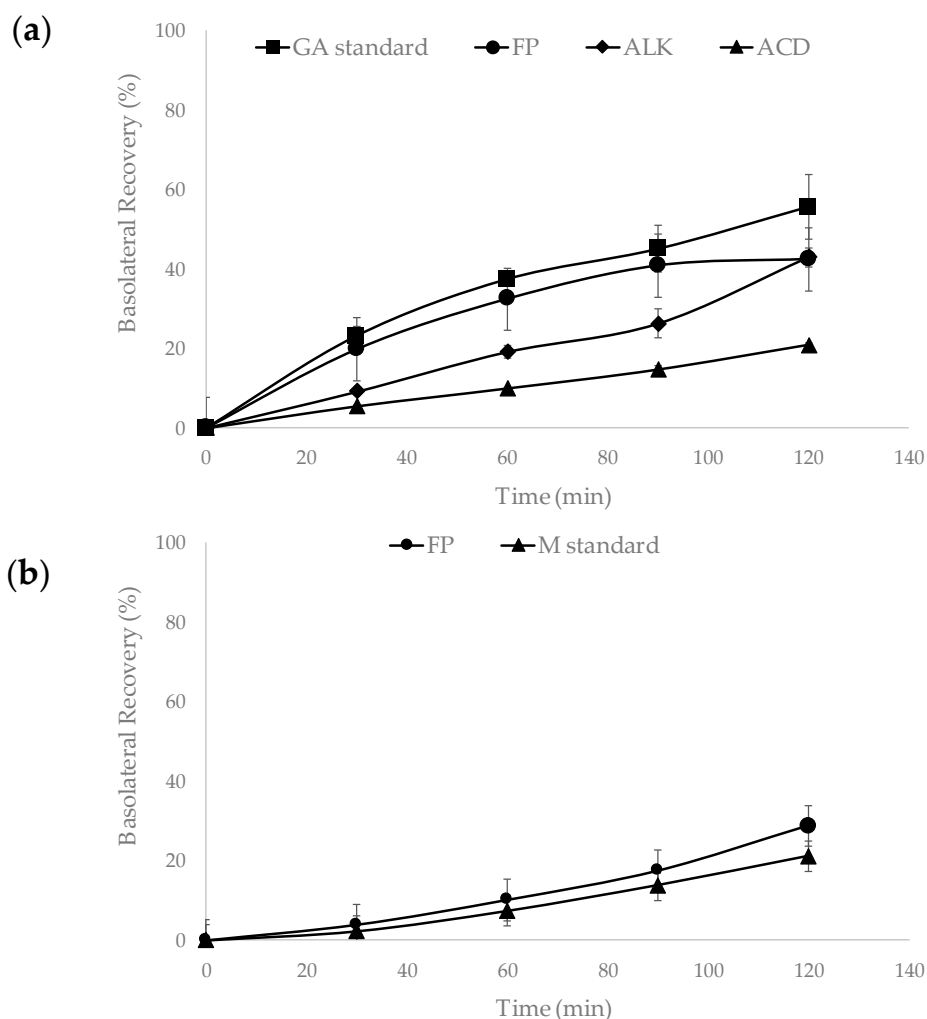 (a)
100
GA standard FP ALK ACD
80
60
40
20
0
Basolateral Recovery (%)
0 20 40 60 80 100 120 140
Time (min)
(b)
100
FP M standard
80
60
40
20
0
Basolateral Recovery (%)
0 20 40 60 80 100 120 140
Time (min)